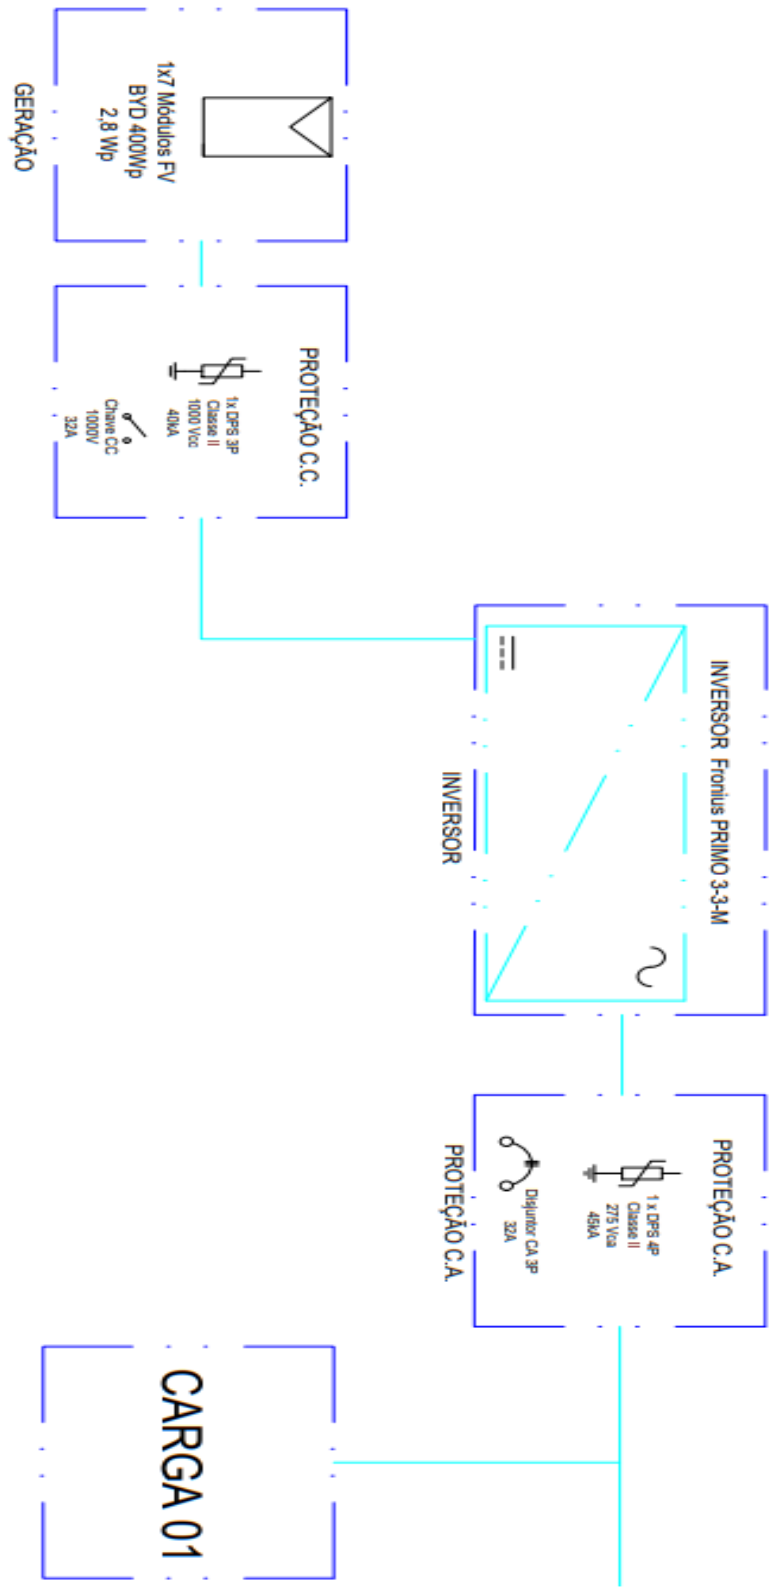 1x7 Módulos FV
BYD 400Wp
2,8 Wp
GERAÇÃO
PROTEÇÃO C.C.
1x DPS 3P
Classe II
1000 Vcc
40kA
Chave CC
1000V
32A
INVERSOR Fronius PRIMO 3-3-M
INVERSOR
PROTEÇÃO C.A.
1 x DPS 4P
Classe II
275 Vca
45kA
Disjuntor CA 3P
32A
PROTEÇÃO C.A.
CARGA 01